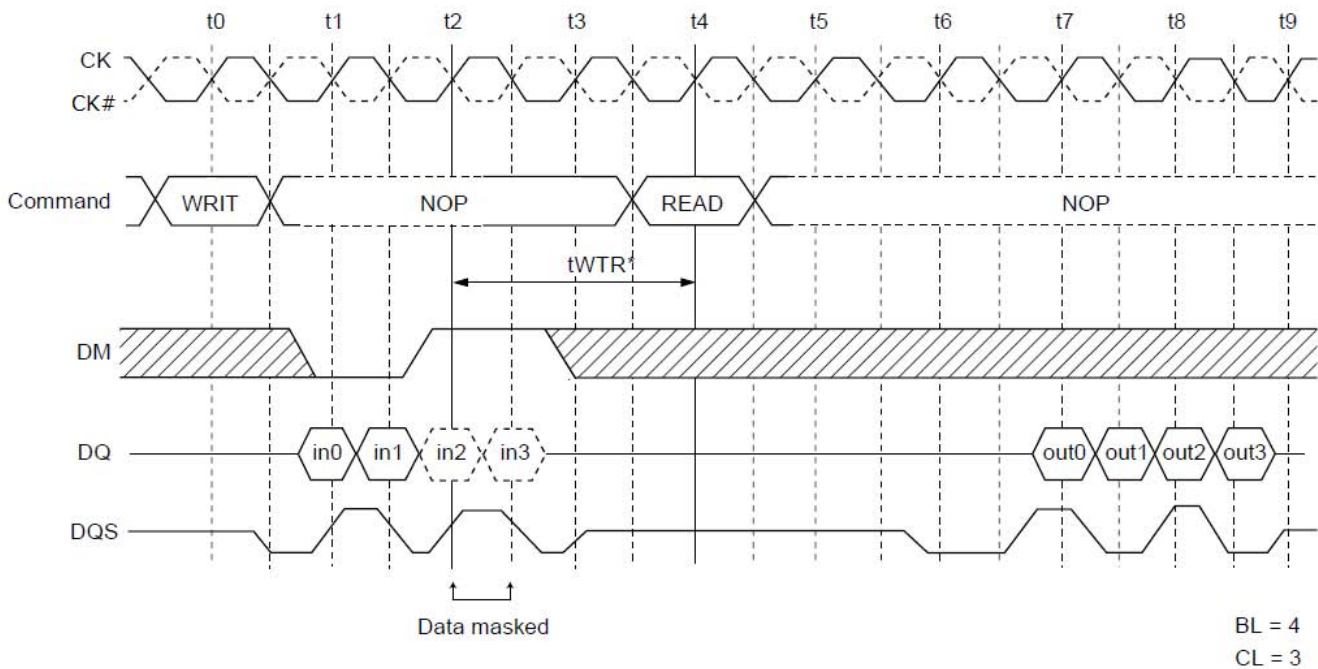 t0 t1 t2 t3 t4 t5 t6 t7 t8 t9
CK
CK#
Command WRIT NOP READ NOP
tWTR*
DM
DQ in0 in1 in2 in3 out0 out1 out2 out3
DQS
Data masked
BL = 4
CL = 3